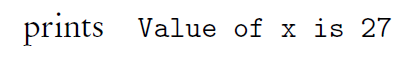 prints Value of x is 27